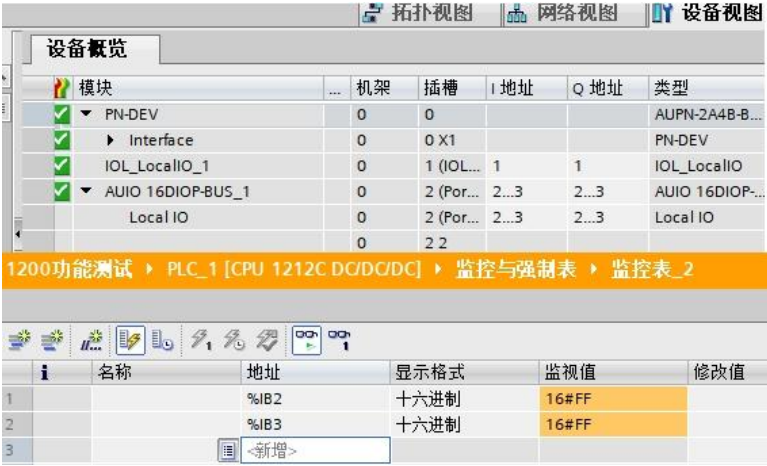 拓扑视图 网络视图 设备视图
设备概览
模块 ... 机架 插槽 I 地址 Q 地址 类型
PN-DEV 0 0 AUPN-2A4B-B...
Interface 0 0 X1 PN-DEV
IOL_LocalIO_1 0 1 (IOL... 1 1 IOL_LocalIO
AUIO 16DIOP-BUS_1 0 2 (Por... 2...3 2...3 AUIO 16DIOP-...
Local IO 0 2 (Por... 2...3 2...3 Local IO
0 2 2
1200功能测试 PLC_1 [CPU 1212C DC/DC/DC] 监控与强制表 监控表_2
i 名称 地址 显示格式 监视值 修改值
1 %IB2 十六进制 16#FF
2 %IB3 十六进制 16#FF
3 <新增>